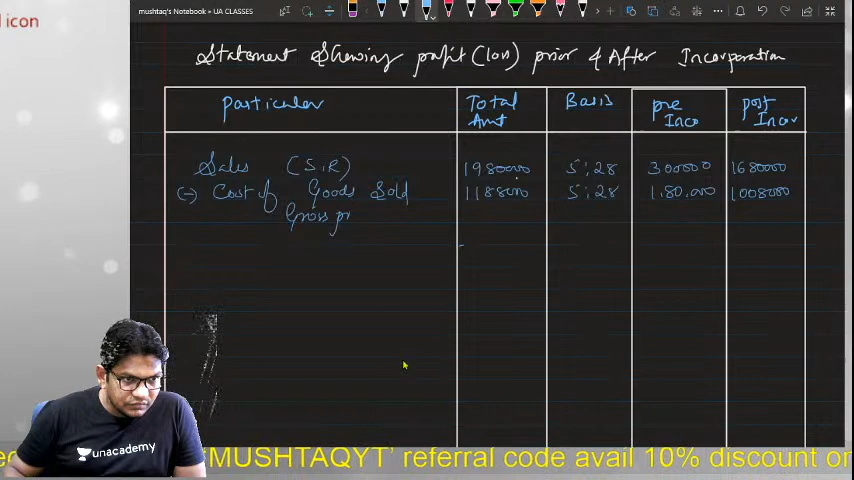 d icon
mushtaq's Notebook » UA CLASSES
Statement Showing profit (loss) prior & After Incorporation
Particular Total Amt Basis pre Inco post Incor
Sales (S.R) 1980000 5:28 300000 1680000
(-) Cost of Goods Sold 1188000 5:28 1.80.000 1008000
Gross pr
unacademy
'MUSHTAQYT' referral code avail 10% discount or